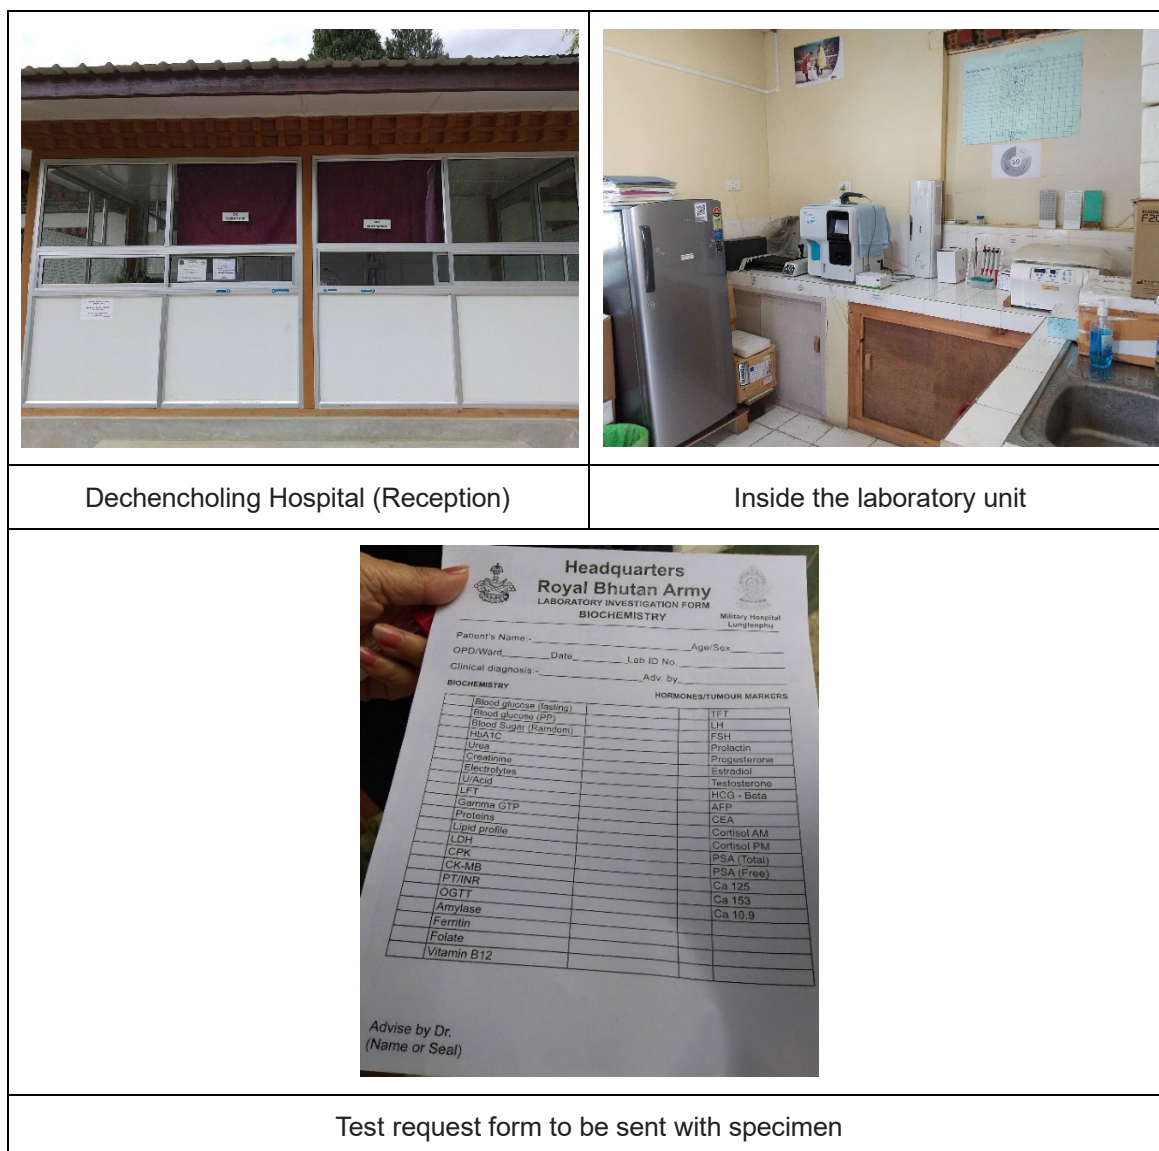 Dechencholing Hospital (Reception)
Inside the laboratory unit
Headquarters
Royal Bhutan Army
LABORATORY INVESTIGATION FORM
BIOCHEMISTRY
Military Hospital
Lungtenphu
Patient's Name:- Age/Sex
OPD/Ward Date Lab ID No.
Clinical diagnosis:- Adv. by
BIOCHEMISTRY
HORMONES/TUMOUR MARKERS
Blood glucose (fasting)
Blood glucose (PP)
Blood Sugar (Ramdom)
HbA1C
Urea
Creatinine
Electrolytes
U/Acid
LFT
Gamma GTP
Proteins
Lipid profile
LDH
CPK
CK-MB
PT/INR
OGTT
Amylase
Ferritin
Folate
Vitamin B12
TFT
LH
FSH
Prolactin
Progesterone
Estradiol
Testosterone
HCG - Beta
AFP
CEA
Cortisol AM
Cortisol PM
PSA (Total)
PSA (Free)
Ca 125
Ca 153
Ca 10.9
Advise by Dr.
(Name or Seal)
Test request form to be sent with specimen